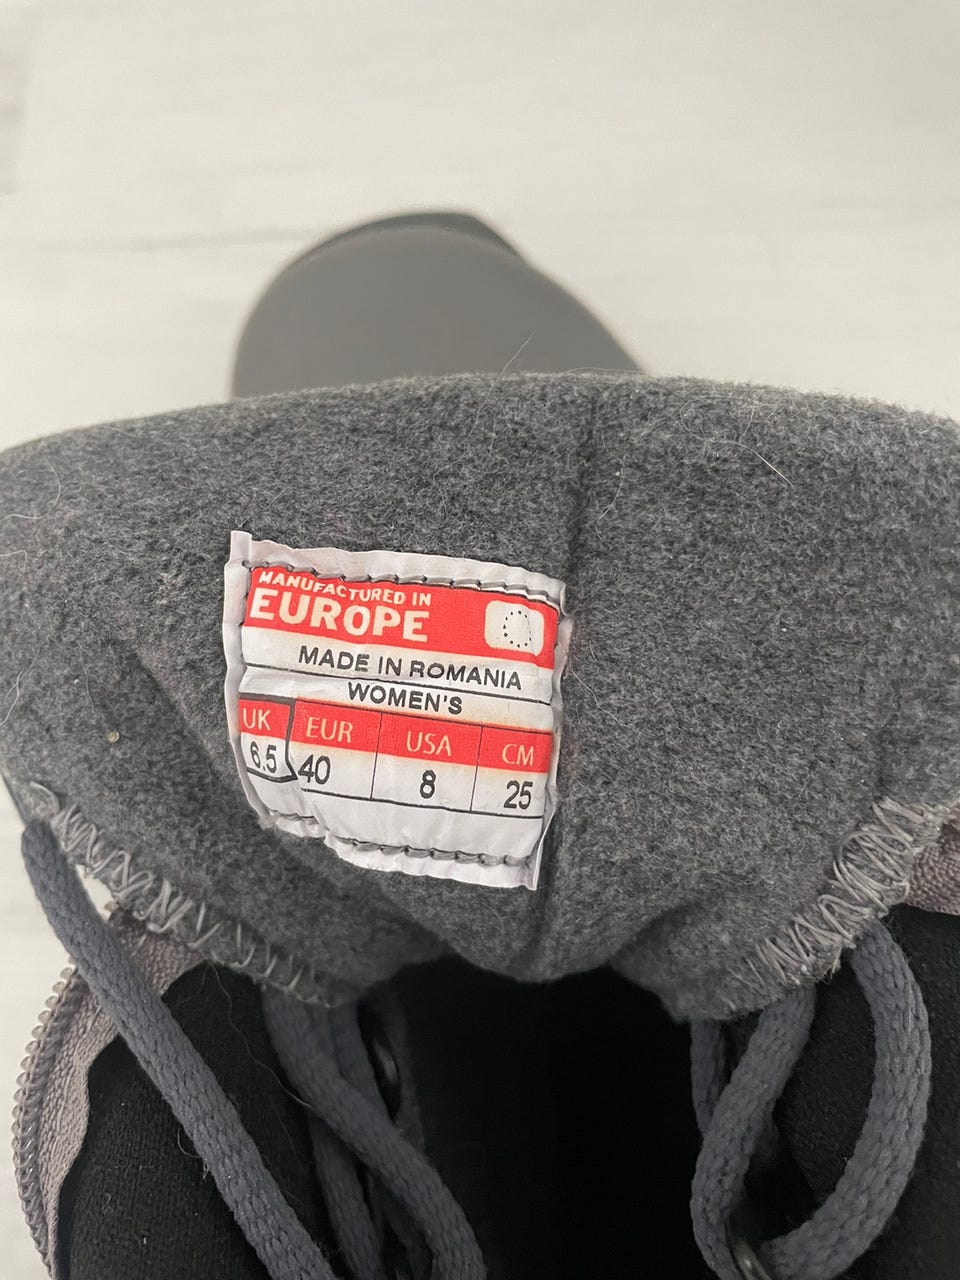 MANUFACTURED IN
EUROPE
MADE IN ROMANIA
WOMEN'S
UK EUR USA CM
6.5 40 8 25